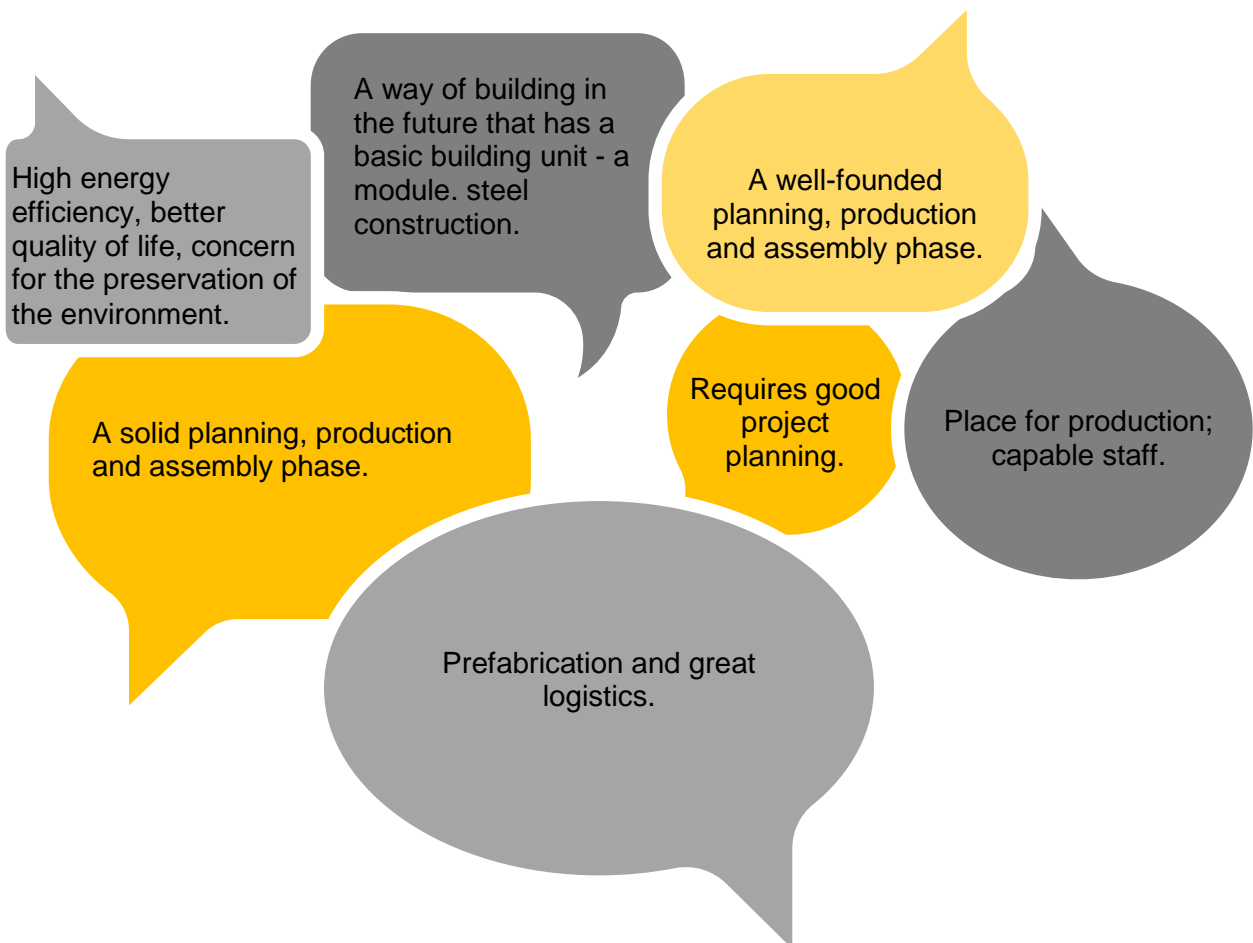 High energy
efficiency, better
quality of life, concern
for the preservation of
the environment.
A way of building in
the future that has a
basic building unit - a
module. steel
construction.
A well-founded
planning, production
and assembly phase.
A solid planning, production
and assembly phase.
Requires good
project
planning.
Place for production;
capable staff.
Prefabrication and great
logistics.